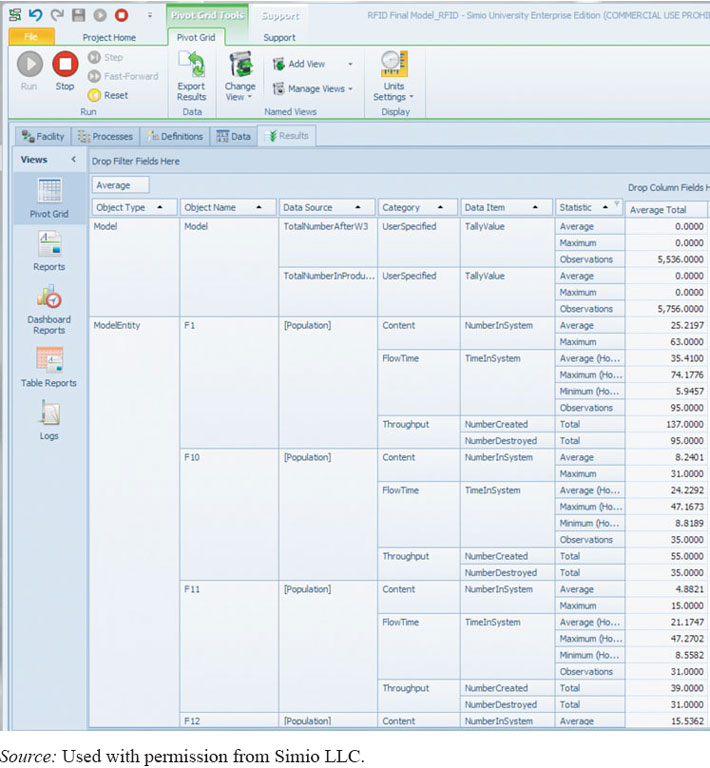 Pivot Grid Tools Support RFID Final Model_RFID - Simio University Enterprise Edition (COMMERCIAL USE PROHI
File Project Home Pivot Grid Support
Run
Stop
Step
Fast-Forward
Reset
Run
Export Results
Data
Change View
Add View
Manage Views
Named Views
Units Settings
Display
Facility Processes Definitions Data Results
Views <
Pivot Grid
Reports
Dashboard Reports
Table Reports
Logs
Drop Filter Fields Here
Average Drop Column Fields H
Object Type Object Name Data Source Category Data Item Statistic Average Total
Model Model TotalNumberAfterW3 UserSpecified TallyValue Average 0.0000
Maximum 0.0000
Observations 5,536.0000
TotalNumberInProdu... UserSpecified TallyValue Average 0.0000
Maximum 0.0000
Observations 5,756.0000
ModelEntity F1 [Population] Content NumberInSystem Average 25.2197
Maximum 63.0000
FlowTime TimeInSystem Average (Ho... 35.4100
Maximum (Ho... 74.1776
Minimum (Ho... 5.9457
Observations 95.0000
Throughput NumberCreated Total 137.0000
NumberDestroyed Total 95.0000
F10 [Population] Content NumberInSystem Average 8.2401
Maximum 31.0000
FlowTime TimeInSystem Average (Ho... 24.2292
Maximum (Ho... 47.1673
Minimum (Ho... 8.8189
Observations 35.0000
Throughput NumberCreated Total 55.0000
NumberDestroyed Total 35.0000
F11 [Population] Content NumberInSystem Average 4.8821
Maximum 15.0000
FlowTime TimeInSystem Average (Ho... 21.1747
Maximum (Ho... 47.2702
Minimum (Ho... 8.5582
Observations 31.0000
Throughput NumberCreated Total 39.0000
NumberDestroyed Total 31.0000
F12 [Population] Content NumberInSystem Average 15.5362
Source: Used with permission from Simio LLC.